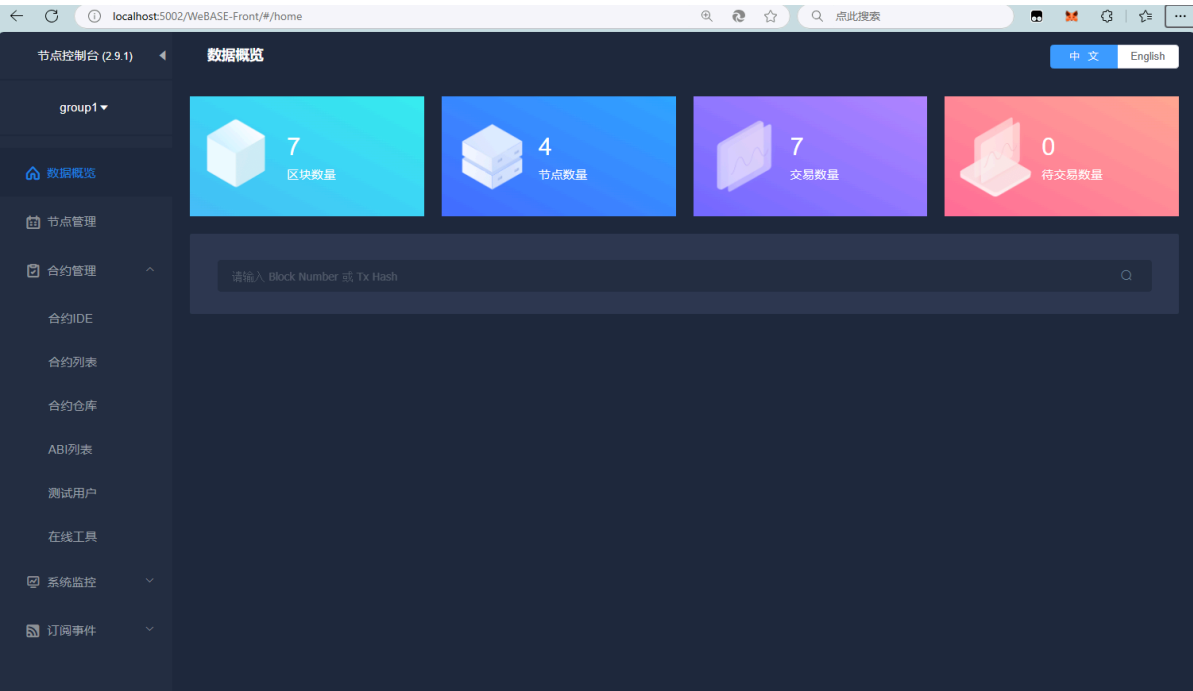 localhost:5002/WeBASE-Front/#/home
点此搜索
节点控制台 (2.9.1)
数据概览
中 文
English
group1
7
区块数量
4
节点数量
7
交易数量
0
待交易数量
数据概览
节点管理
请输入 Block Number 或 Tx Hash
合约管理
合约IDE
合约列表
合约仓库
ABI列表
测试用户
在线工具
系统监控
订阅事件